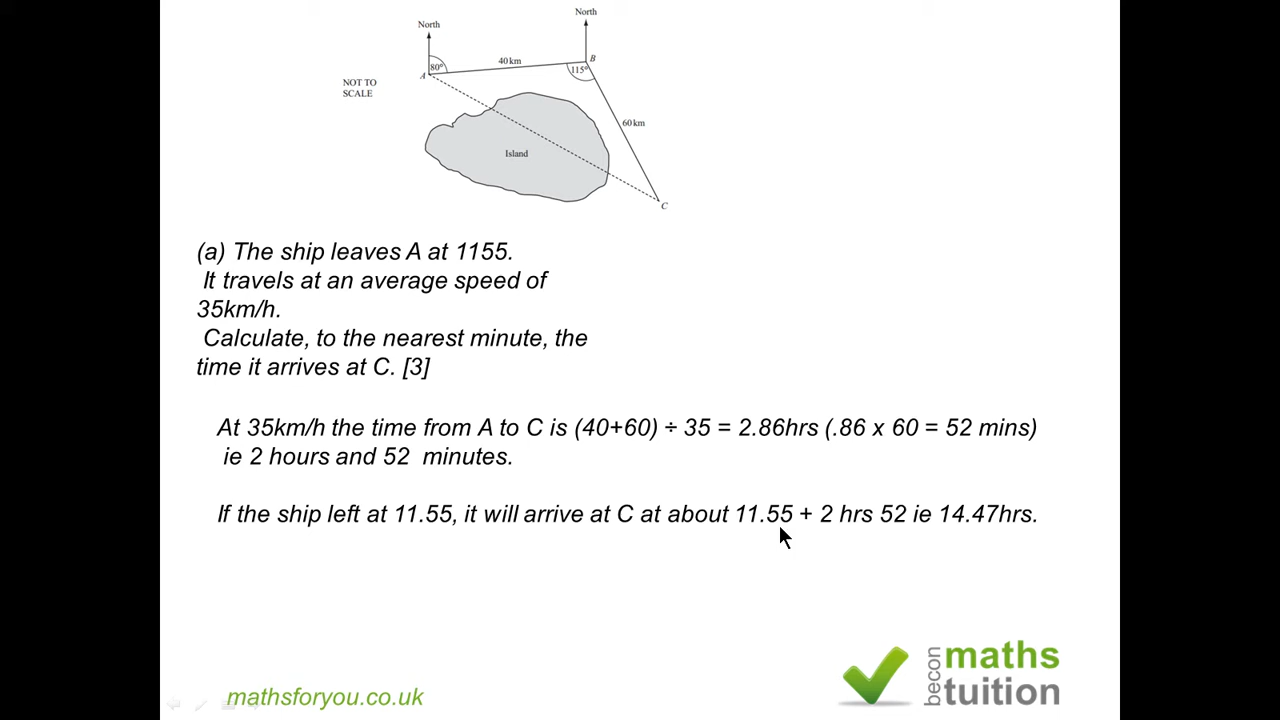 North
North
80°
40 km
B
115°
A
NOT TO
SCALE
60 km
Island
C
(a) The ship leaves A at 1155.
It travels at an average speed of
35km/h.
Calculate, to the nearest minute, the
time it arrives at C. [3]
At 35km/h the time from A to C is (40+60) ÷ 35 = 2.86hrs (.86 x 60 = 52 mins)
ie 2 hours and 52 minutes.
If the ship left at 11.55, it will arrive at C at about 11.55 + 2 hrs 52 ie 14.47hrs.
mathsforyou.co.uk
becon
maths
tuition